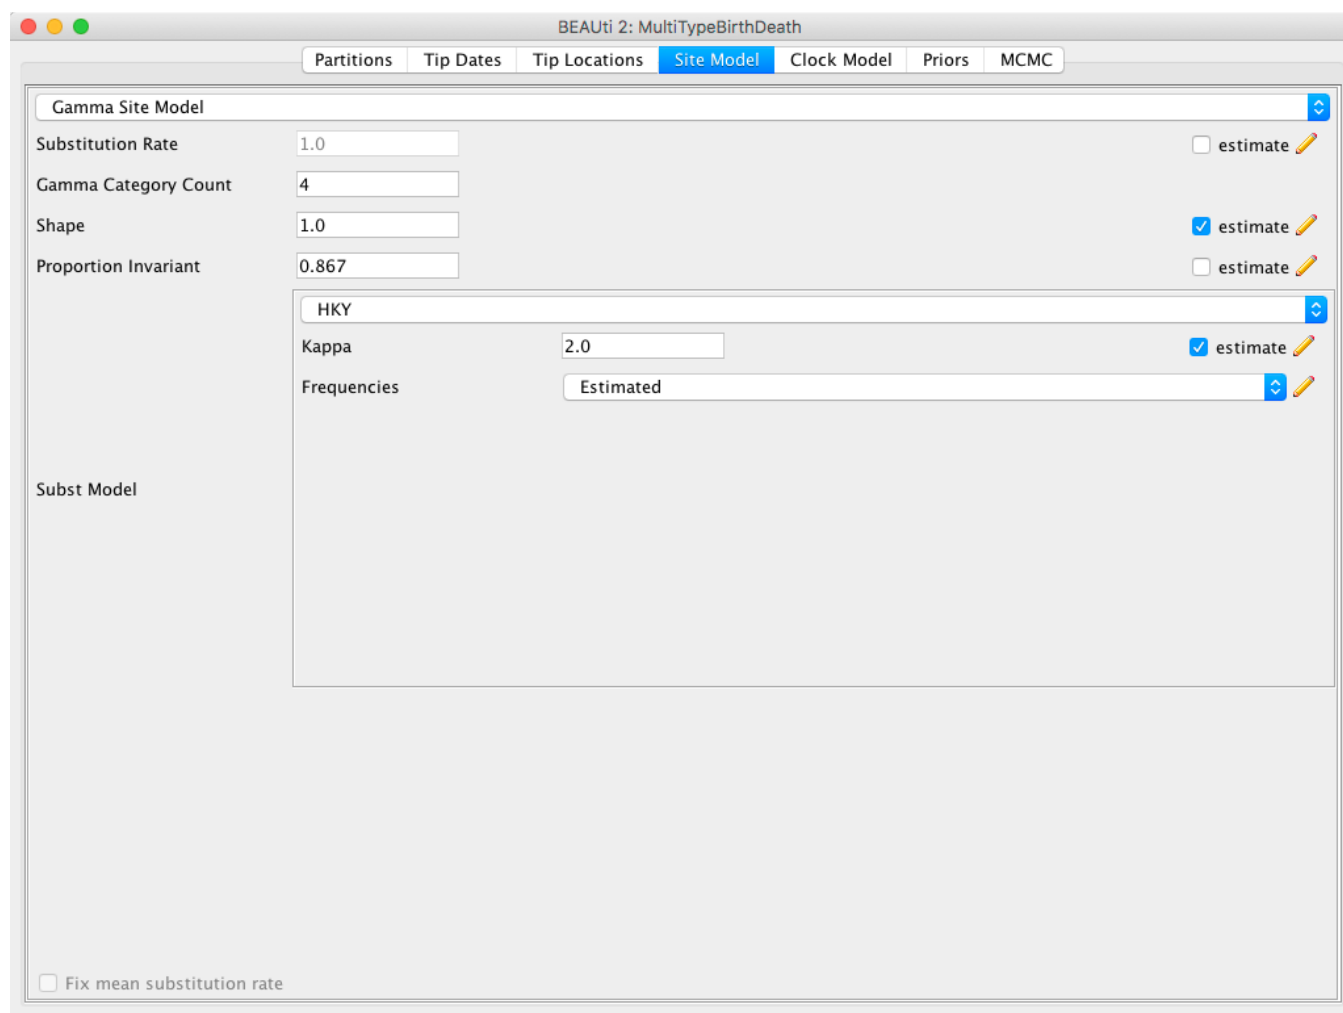 BEAUti 2: MultiTypeBirthDeath
Partitions Tip Dates Tip Locations Site Model Clock Model Priors MCMC
Gamma Site Model
Substitution Rate 1.0 estimate
Gamma Category Count 4
Shape 1.0 estimate
Proportion Invariant 0.867 estimate
HKY
Kappa 2.0 estimate
Frequencies Estimated
Subst Model
Fix mean substitution rate